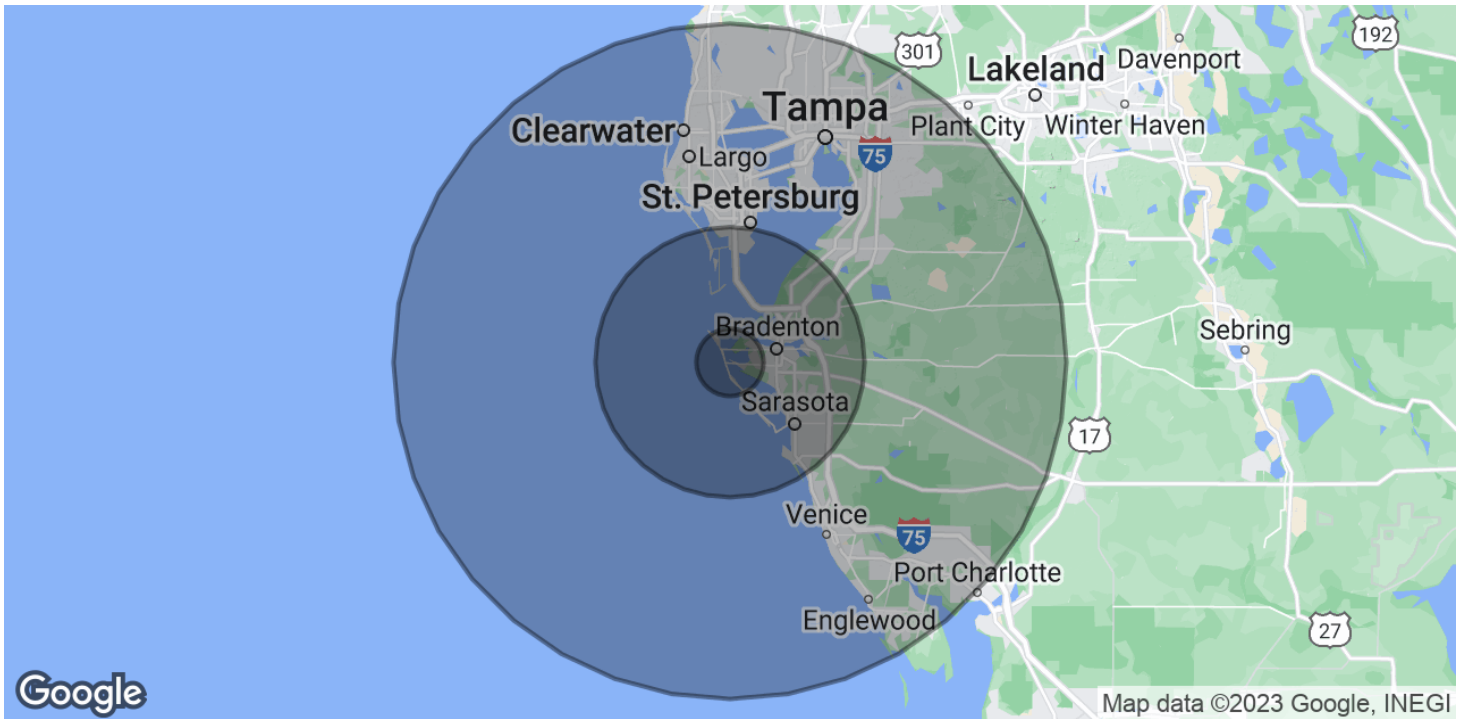 192
301
Davenport
Lakeland
Tampa
Clearwater
Plant City
Winter Haven
Largo
75
St. Petersburg
Bradenton
Sebring
Sarasota
17
Venice
75
Port Charlotte
Englewood
27
Google
Map data ©2023 Google, INEGI